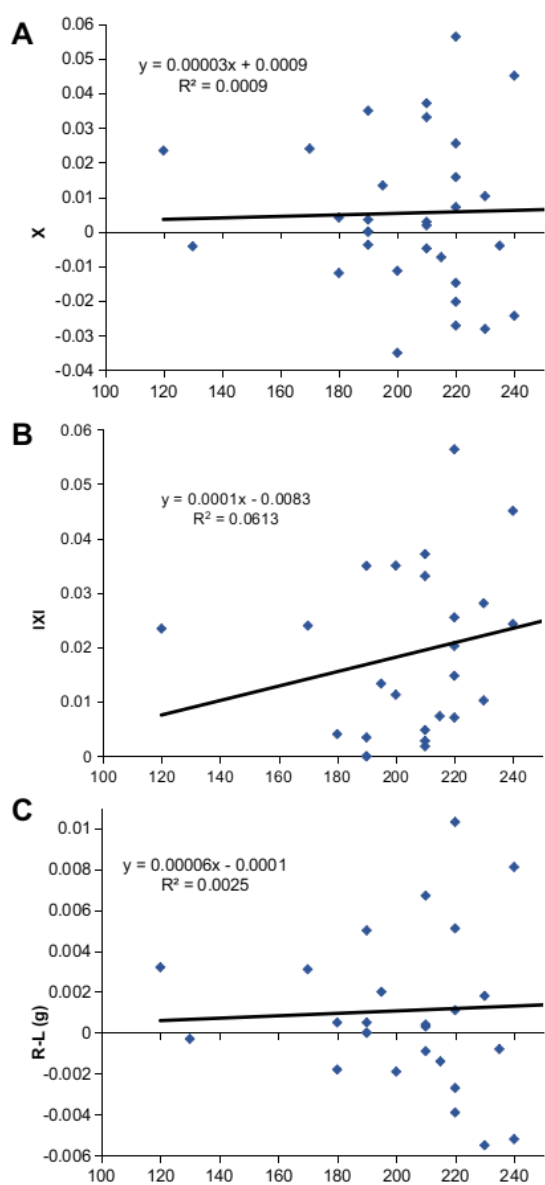 A
0.06
y = 0.00003x + 0.0009
0.05
R² = 0.0009
0.04
0.03
0.02
0.01
X
0
-0.01
-0.02
-0.03
-0.04
100 120 140 160 180 200 220 240
B
0.06
0.05
y = 0.0001x - 0.0083
R² = 0.0613
0.04
0.03
|X|
0.02
0.01
0
100 120 140 160 180 200 220 240
C
0.01
y = 0.00006x - 0.0001
0.008
R² = 0.0025
0.006
0.004
0.002
R-L (g)
0
-0.002
-0.004
-0.006
100 120 140 160 180 200 220 240